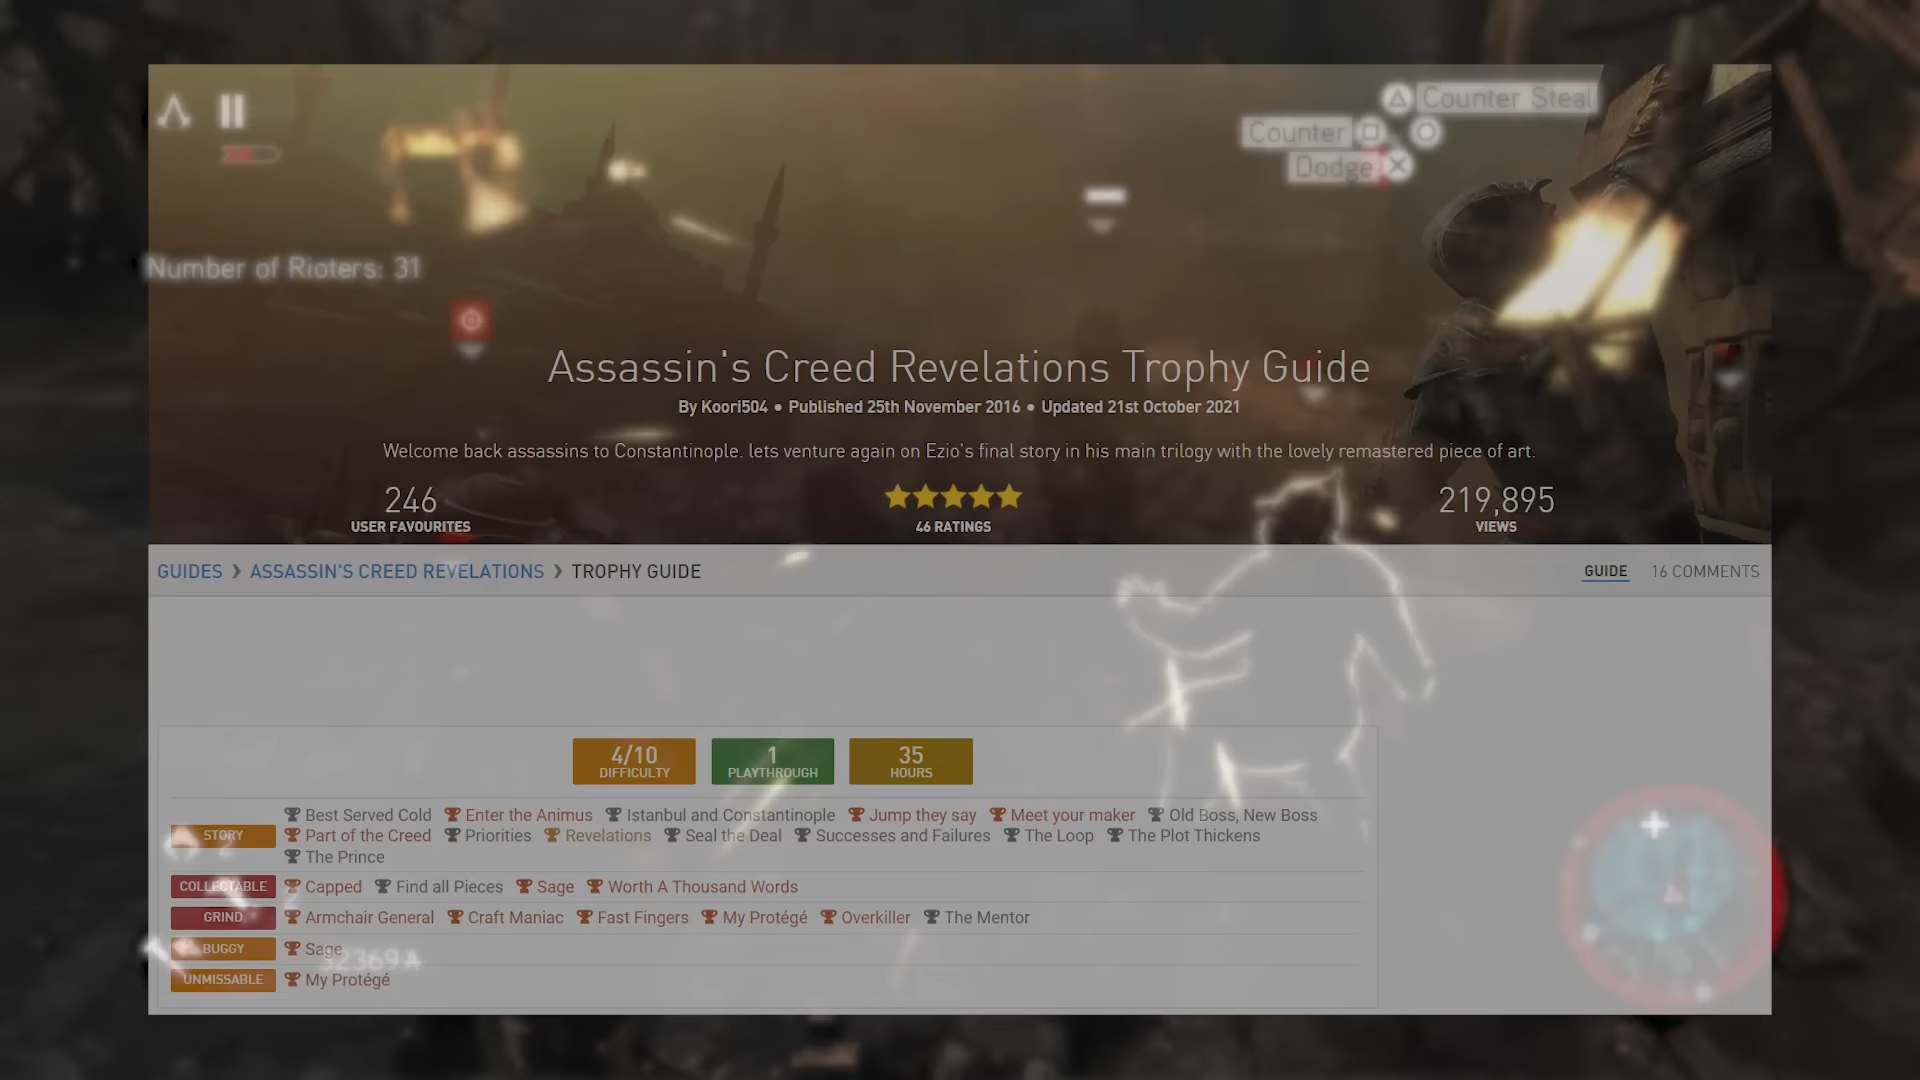 Counter Steal
Counter
Dodge
Number of Rioters: 31
Assassin's Creed Revelations Trophy Guide
By Koori504 • Published 25th November 2016 • Updated 21st October 2021
Welcome back assassins to Constantinople. lets venture again on Ezio's final story in his main trilogy with the lovely remastered piece of art.
246
USER FAVOURITES
46 RATINGS
219,895
VIEWS
GUIDES › ASSASSIN'S CREED REVELATIONS › TROPHY GUIDE
GUIDE 16 COMMENTS
4/10
DIFFICULTY
1
PLAYTHROUGH
35
HOURS
STORY
Best Served Cold Enter the Animus Istanbul and Constantinople Jump they say Meet your maker Old Boss, New Boss
Part of the Creed Priorities Revelations Seal the Deal Successes and Failures The Loop The Plot Thickens
The Prince
COLLECTABLE Capped Find all Pieces Sage Worth A Thousand Words
GRIND Armchair General Craft Maniac Fast Fingers My Protégé Overkiller The Mentor
BUGGY Sage
32369
UNMISSABLE My Protégé